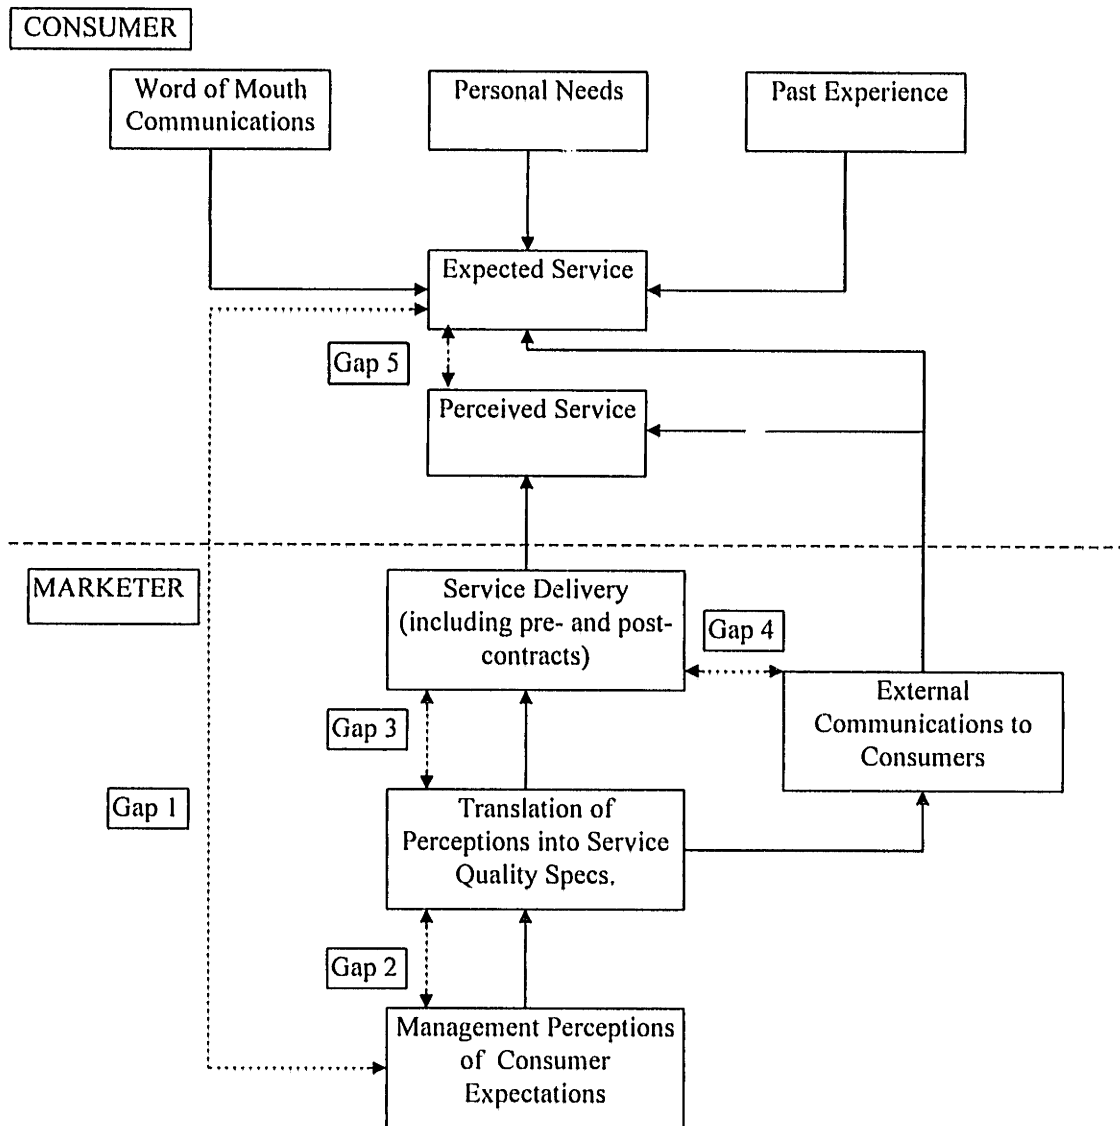 CONSUMER
Word of Mouth
Communications
Personal Needs
Past Experience
Expected Service
Gap 5
Perceived Service
MARKETER
Service Delivery
(including pre- and post-
contracts)
Gap 4
External
Communications to
Consumers
Gap 3
Gap 1
Translation of
Perceptions into Service
Quality Specs.
Gap 2
Management Perceptions
of Consumer
Expectations